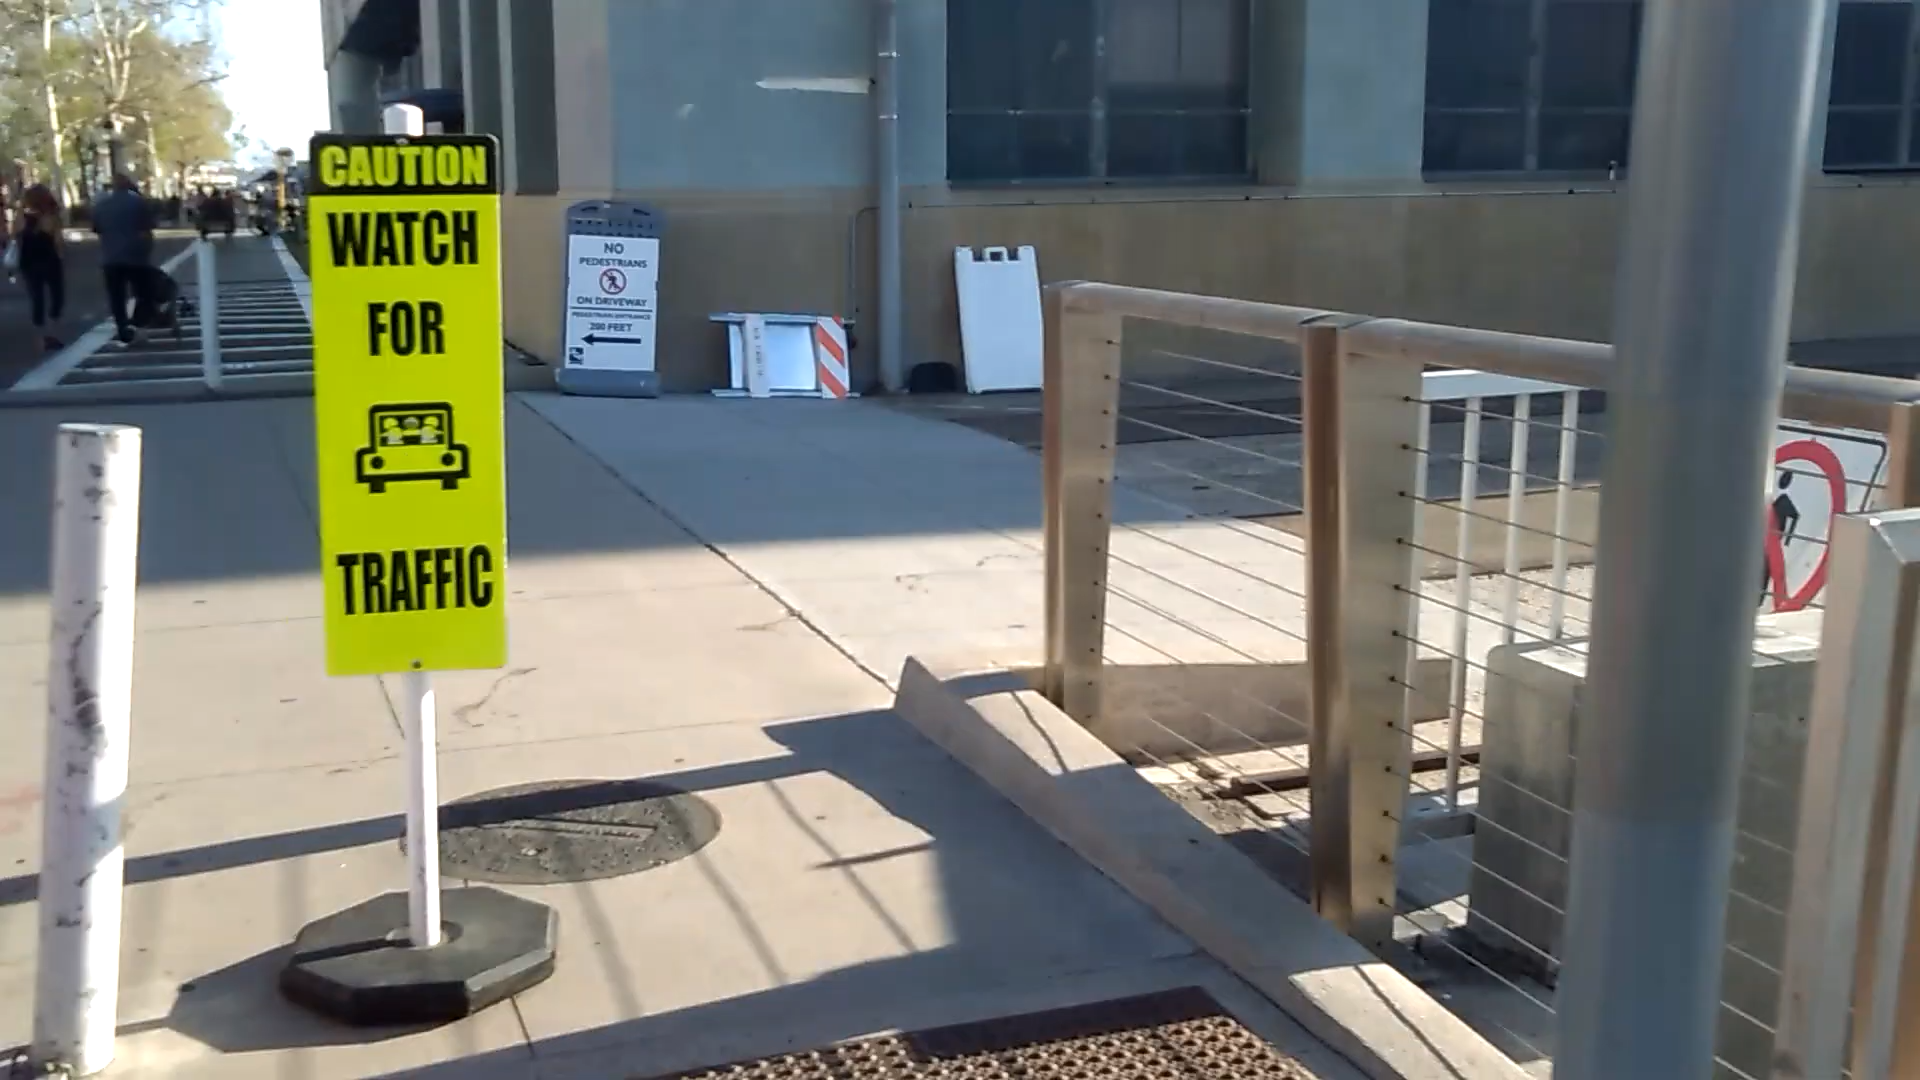 CAUTION
WATCH
FOR
TRAFFIC
NO
PEDESTRIANS
ON DRIVEWAY
PEDESTRIAN ENTRANCE
200 FEET